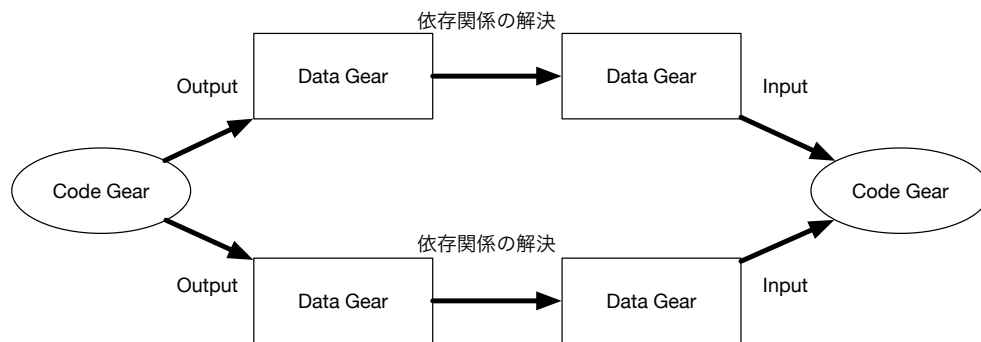 依存関係の解決
Data Gear
Data Gear
Output
Input
Code Gear
Code Gear
依存関係の解決
Output
Input
Data Gear
Data Gear